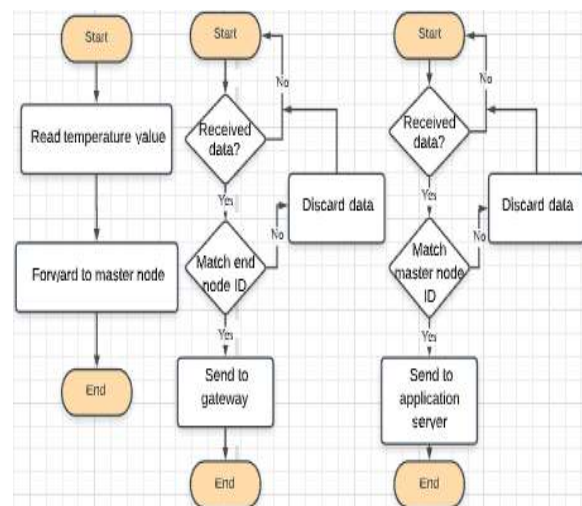 Start
Read temperature value
Forward to master node
End
Start
No
Received
data?
Yes
Discard data
No
Match end
node ID
Yes
Send to
gateway
End
Start
No
Received
data?
Yes
Discard data
No
Match
master node
ID
Yes
Send to
application
server
End